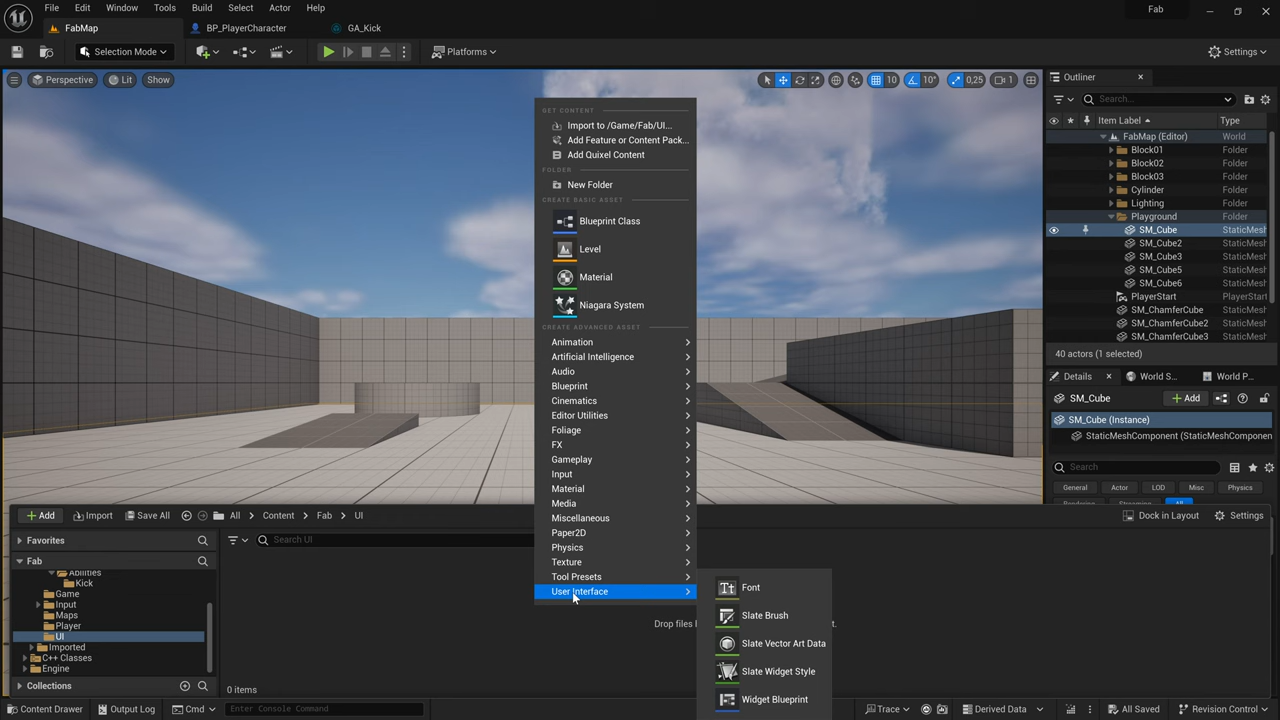 File Edit Window Tools Build Select Actor Help
Fab
FabMap BP_PlayerCharacter GA_Kick
Selection Mode Platforms Settings
Perspective Lit Show 10 10° 0,25 1
Outliner
Search...
Item Label Type
FabMap (Editor) World
Block01 Folder
Block02 Folder
Block03 Folder
Cylinder Folder
Lighting Folder
Playground Folder
SM_Cube StaticMesh
SM_Cube2 StaticMesh
SM_Cube3 StaticMesh
SM_Cube5 StaticMesh
SM_Cube6 StaticMesh
PlayerStart PlayerStart
SM_ChamferCube StaticMesh
SM_ChamferCube2 StaticMesh
SM_ChamferCube3 StaticMesh
40 actors (1 selected)
Details World S... World P...
SM_Cube Add
SM_Cube (Instance)
StaticMeshComponent (StaticMeshComponen
Search
General Actor LOD Misc Physics
All
GET CONTENT
Import to /Game/Fab/UI...
Add Feature or Content Pack...
Add Quixel Content
FOLDER
New Folder
CREATE BASIC ASSET
Blueprint Class
Level
Material
Niagara System
CREATE ADVANCED ASSET
Animation
Artificial Intelligence
Audio
Blueprint
Cinematics
Editor Utilities
Foliage
FX
Gameplay
Input
Material
Media
Miscellaneous
Paper2D
Physics
Texture
Tool Presets
User Interface
Font
Slate Brush
Slate Vector Art Data
Slate Widget Style
Widget Blueprint
Add Import Save All All Content Fab UI Dock in Layout Settings
Favorites
Search UI
Fab
Abilities
Kick
Game
Input
Maps
Player
UI
Imported
C++ Classes
Engine
Collections
Drop files
t.
0 items
Content Drawer Output Log Cmd Enter Console Command Trace Derived Data All Saved Revision Control